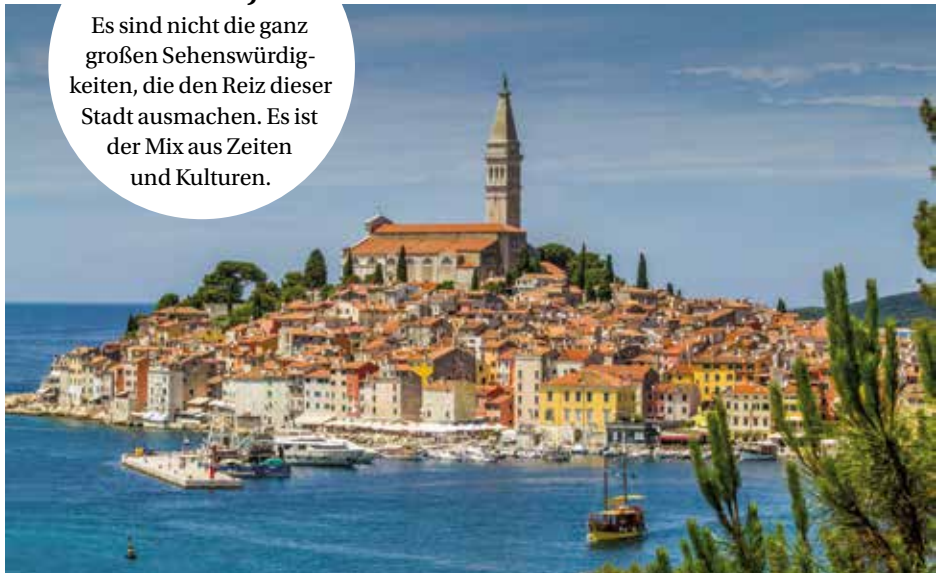 Es sind nicht die ganz
großen Sehenswürdig-
keiten, die den Reiz dieser
Stadt ausmachen. Es ist
der Mix aus Zeiten
und Kulturen.